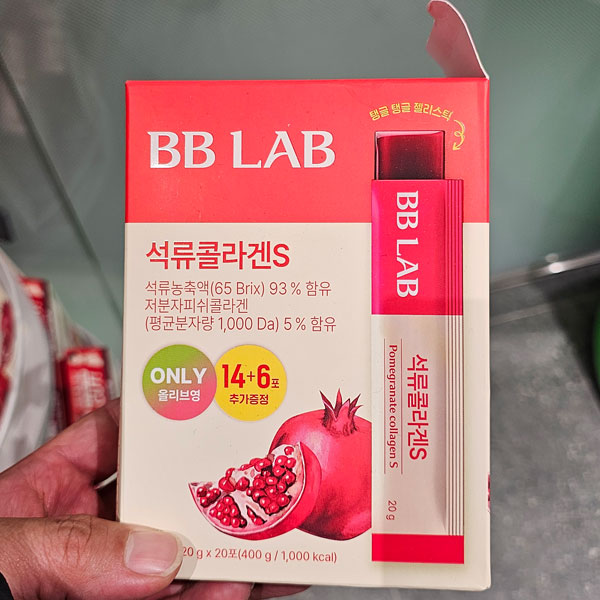 탱글 탱글 젤리스틱
BB LAB
석류콜라겐S
석류농축액(65 Brix) 93 % 함유
저분자피쉬콜라겐
(평균분자량 1,000 Da) 5 % 함유
ONLY
올리브영
14+6포
추가증정
20 g x 20포(400 g / 1,000 kcal)
BB LAB
석류콜라겐S
Pomegranate collagen S
20 g